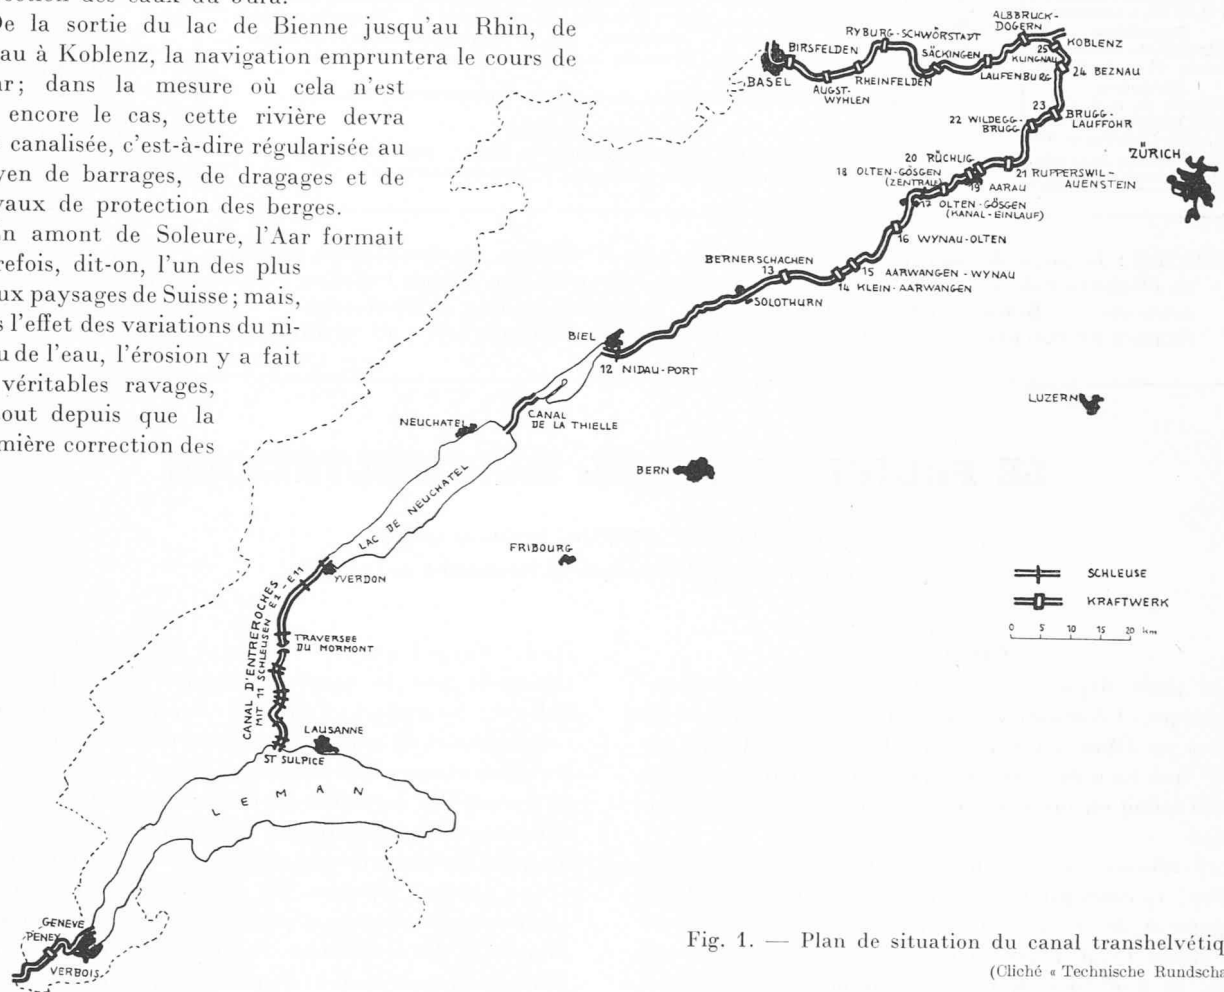 De la sortie du lac de Bienne jusqu'au Rhin, de
au à Koblenz, la navigation empruntera le cours de
ar; dans la mesure où cela n'est
encore le cas, cette rivière devra
canalisée, c'est-à-dire régularisée au
yen de barrages, de dragages et de
vaux de protection des berges.
En amont de Soleure, l'Aar formait
refois, dit-on, l'un des plus
ux paysages de Suisse; mais,
s l'effet des variations du ni-
u de l'eau, l'érosion y a fait
véritables ravages,
out depuis que la
mière correction des
ALBBRUCK-
DOGERN
RYBURG-SCHWÖRSTADT
KOBLENZ
BIRSFELDEN
SÄCKINGEN
25
KLINGNAU
BASEL
AUGST-
WYHLEN
RHEINFELDEN
LAUFENBURG
24 BEZNAU
23
BRUGG-
LAUFFOHR
22 WILDEGG-
BRUGG
ZÜRICH
20 RÜCHLIG
18 OLTEN-GÖSGEN
(ZENTRALE)
19 AARAU
21 RUPPERSWIL-
AUENSTEIN
17 OLTEN-GÖSGEN
(KANAL-EINLAUF)
16 WYNAU-OLTEN
BERNERSCHACHEN
13
15 AARWANGEN-WYNAU
14 KLEIN-AARWANGEN
SOLOTHURN
BIEL
12 NIDAU-PORT
LUZERN
CANAL
DE LA THIELLE
NEUCHATEL
BERN
LAC DE NEUCHATEL
FRIBOURG
YVERDON
SCHLEUSE
KRAFTWERK
0 5 10 15 20 km
CANAL D'ENTREROCHES
MIT 11 SCHLEUSEN E1-E11
TRAVERSEE
DU MORMONT
LAUSANNE
ST SULPICE
LEMAN
GENEVE
PENEY
VERBOIS
Fig. 1. — Plan de situation du canal transhelvétiq
(Cliché « Technische Rundscha